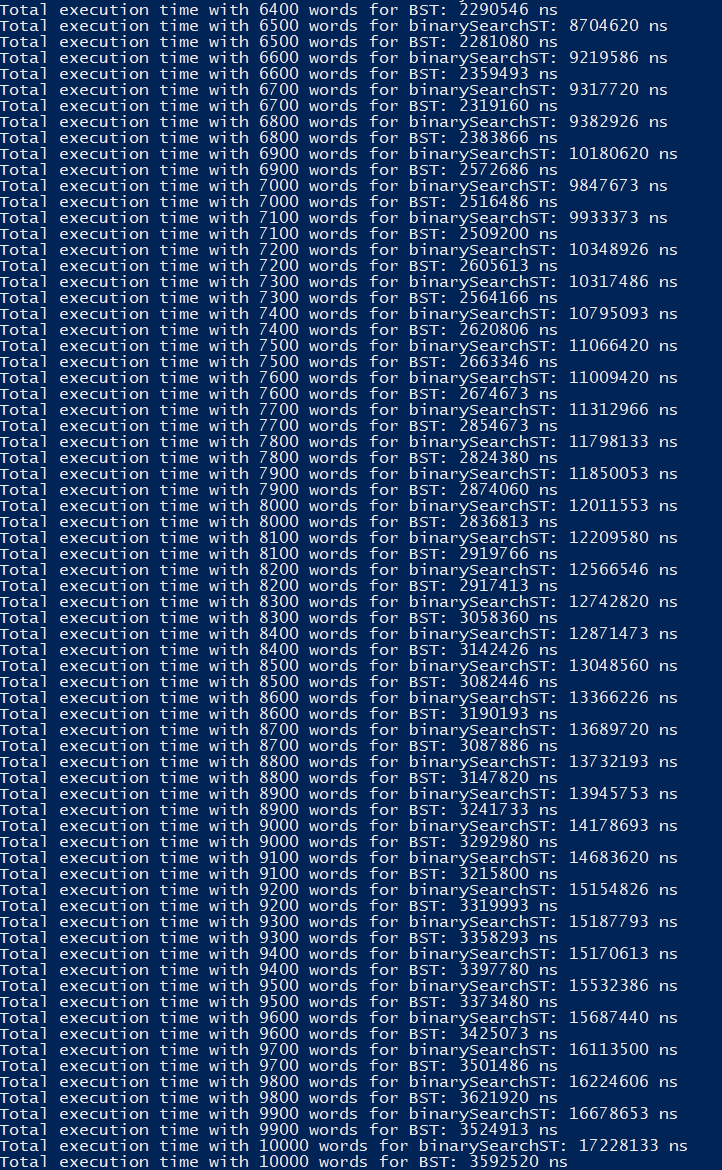 Total execution time with 6400 words for BST: 2290546 ns
Total execution time with 6500 words for binarySearchST: 8704620 ns
Total execution time with 6500 words for BST: 2281080 ns
Total execution time with 6600 words for binarySearchST: 9219586 ns
Total execution time with 6600 words for BST: 2359493 ns
Total execution time with 6700 words for binarySearchST: 9317720 ns
Total execution time with 6700 words for BST: 2319160 ns
Total execution time with 6800 words for binarySearchST: 9382926 ns
Total execution time with 6800 words for BST: 2383866 ns
Total execution time with 6900 words for binarySearchST: 10180620 ns
Total execution time with 6900 words for BST: 2572686 ns
Total execution time with 7000 words for binarySearchST: 9847673 ns
Total execution time with 7000 words for BST: 2516486 ns
Total execution time with 7100 words for binarySearchST: 9933373 ns
Total execution time with 7100 words for BST: 2509200 ns
Total execution time with 7200 words for binarySearchST: 10348926 ns
Total execution time with 7200 words for BST: 2605613 ns
Total execution time with 7300 words for binarySearchST: 10317486 ns
Total execution time with 7300 words for BST: 2564166 ns
Total execution time with 7400 words for binarySearchST: 10795093 ns
Total execution time with 7400 words for BST: 2620806 ns
Total execution time with 7500 words for binarySearchST: 11066420 ns
Total execution time with 7500 words for BST: 2663346 ns
Total execution time with 7600 words for binarySearchST: 11009420 ns
Total execution time with 7600 words for BST: 2674673 ns
Total execution time with 7700 words for binarySearchST: 11312966 ns
Total execution time with 7700 words for BST: 2854673 ns
Total execution time with 7800 words for binarySearchST: 11798133 ns
Total execution time with 7800 words for BST: 2824380 ns
Total execution time with 7900 words for binarySearchST: 11850053 ns
Total execution time with 7900 words for BST: 2874060 ns
Total execution time with 8000 words for binarySearchST: 12011553 ns
Total execution time with 8000 words for BST: 2836813 ns
Total execution time with 8100 words for binarySearchST: 12209580 ns
Total execution time with 8100 words for BST: 2919766 ns
Total execution time with 8200 words for binarySearchST: 12566546 ns
Total execution time with 8200 words for BST: 2917413 ns
Total execution time with 8300 words for binarySearchST: 12742820 ns
Total execution time with 8300 words for BST: 3058360 ns
Total execution time with 8400 words for binarySearchST: 12871473 ns
Total execution time with 8400 words for BST: 3142426 ns
Total execution time with 8500 words for binarySearchST: 13048560 ns
Total execution time with 8500 words for BST: 3082446 ns
Total execution time with 8600 words for binarySearchST: 13366226 ns
Total execution time with 8600 words for BST: 3190193 ns
Total execution time with 8700 words for binarySearchST: 13689720 ns
Total execution time with 8700 words for BST: 3087886 ns
Total execution time with 8800 words for binarySearchST: 13732193 ns
Total execution time with 8800 words for BST: 3147820 ns
Total execution time with 8900 words for binarySearchST: 13945753 ns
Total execution time with 8900 words for BST: 3241733 ns
Total execution time with 9000 words for binarySearchST: 14178693 ns
Total execution time with 9000 words for BST: 3292980 ns
Total execution time with 9100 words for binarySearchST: 14683620 ns
Total execution time with 9100 words for BST: 3215800 ns
Total execution time with 9200 words for binarySearchST: 15154826 ns
Total execution time with 9200 words for BST: 3319993 ns
Total execution time with 9300 words for binarySearchST: 15187793 ns
Total execution time with 9300 words for BST: 3358293 ns
Total execution time with 9400 words for binarySearchST: 15170613 ns
Total execution time with 9400 words for BST: 3397780 ns
Total execution time with 9500 words for binarySearchST: 15532386 ns
Total execution time with 9500 words for BST: 3373480 ns
Total execution time with 9600 words for binarySearchST: 15687440 ns
Total execution time with 9600 words for BST: 3425073 ns
Total execution time with 9700 words for binarySearchST: 16113500 ns
Total execution time with 9700 words for BST: 3501486 ns
Total execution time with 9800 words for binarySearchST: 16224606 ns
Total execution time with 9800 words for BST: 3621920 ns
Total execution time with 9900 words for binarySearchST: 16678653 ns
Total execution time with 9900 words for BST: 3524913 ns
Total execution time with 10000 words for binarySearchST: 17228133 ns
Total execution time with 10000 words for BST: 3592520 ns